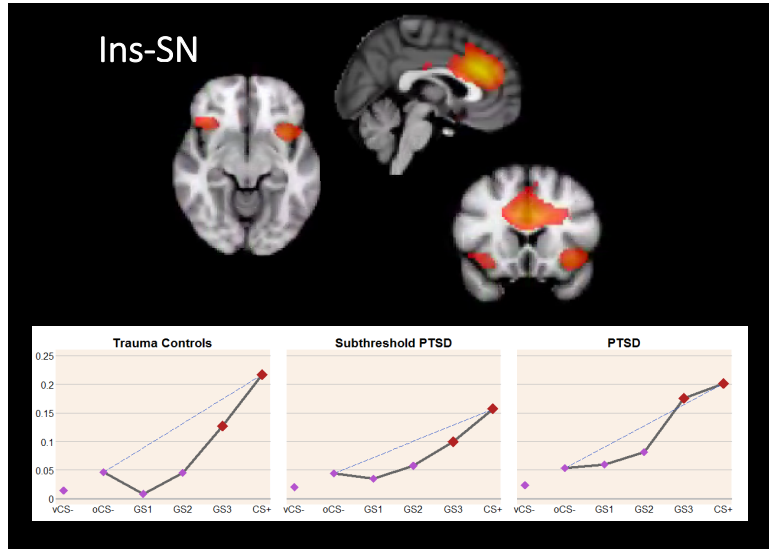 Ins-SN
Trauma Controls
Subthreshold PTSD
PTSD
0.25
0.2
0.15
0.1
0.05
0
vCS- oCS- GS1 GS2 GS3 CS+
vCS- oCS- GS1 GS2 GS3 CS+
vCS- oCS- GS1 GS2 GS3 CS+